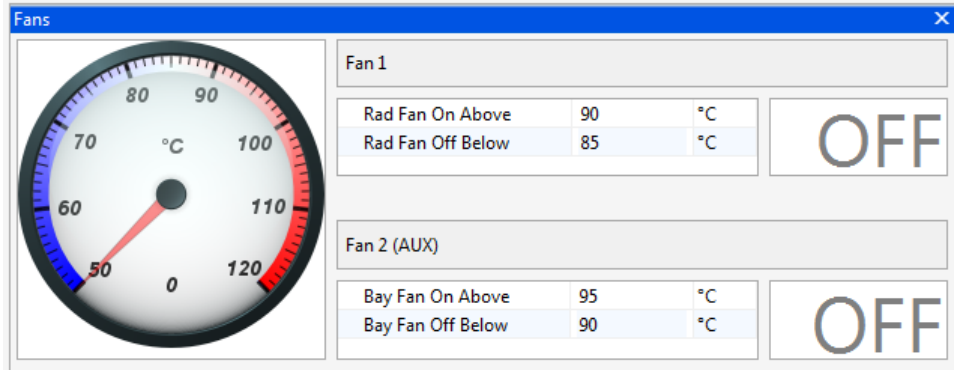 Fans
80 90
70 °C 100
60 110
50 0 120
Fan 1
Rad Fan On Above 90 °C
Rad Fan Off Below 85 °C
OFF
Fan 2 (AUX)
Bay Fan On Above 95 °C
Bay Fan Off Below 90 °C
OFF